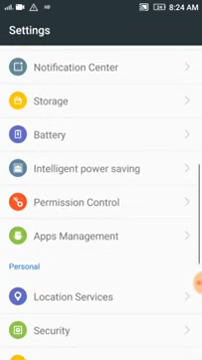 8:24 AM
Settings
Notification Center
Storage
Battery
Intelligent power saving
Permission Control
Apps Management
Personal
Location Services
Security